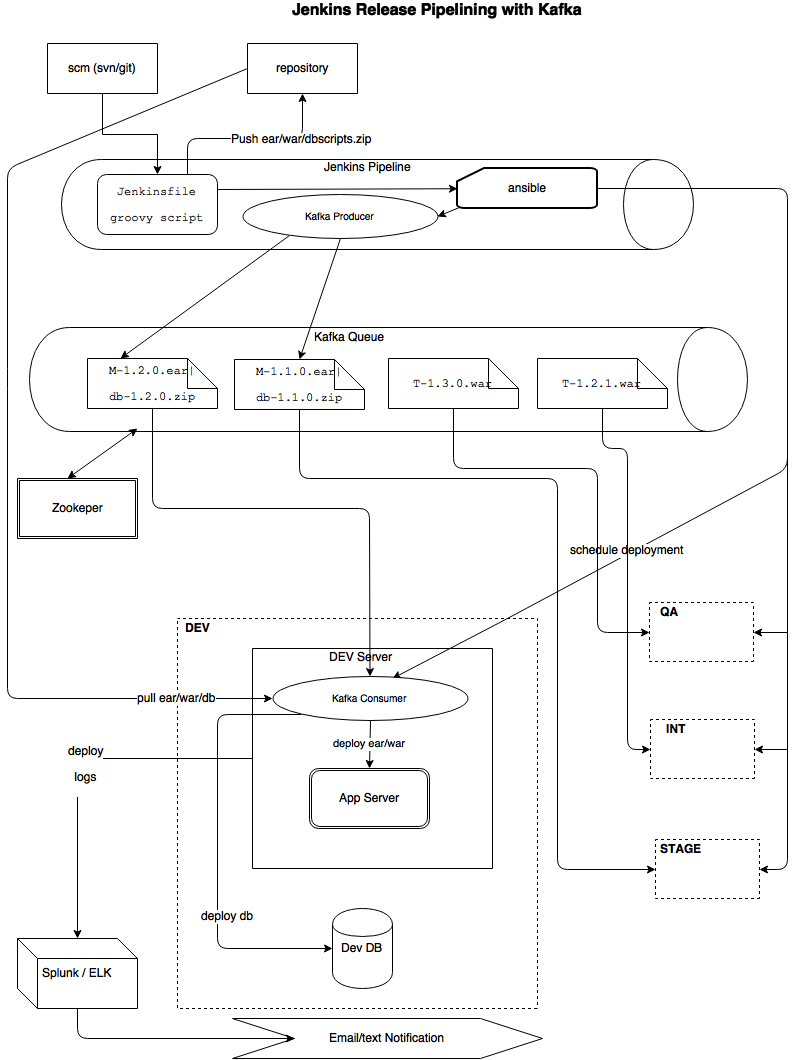 Jenkins Release Pipelining with Kafka
scm (svn/git)
repository
Push ear/war/dbscripts.zip
Jenkins Pipeline
Jenkinsfile
groovy script
ansible
Kafka Producer
Kafka Queue
M-1.2.0.ear|
db-1.2.0.zip
M-1.1.0.ear|
db-1.1.0.zip
T-1.3.0.war
T-1.2.1.war
Zookeper
schedule deployment
QA
DEV
DEV Server
Kafka Consumer
pull ear/war/db
INT
deploy ear/war
deploy
logs
App Server
STAGE
deploy db
Dev DB
Splunk / ELK
Email/text Notification